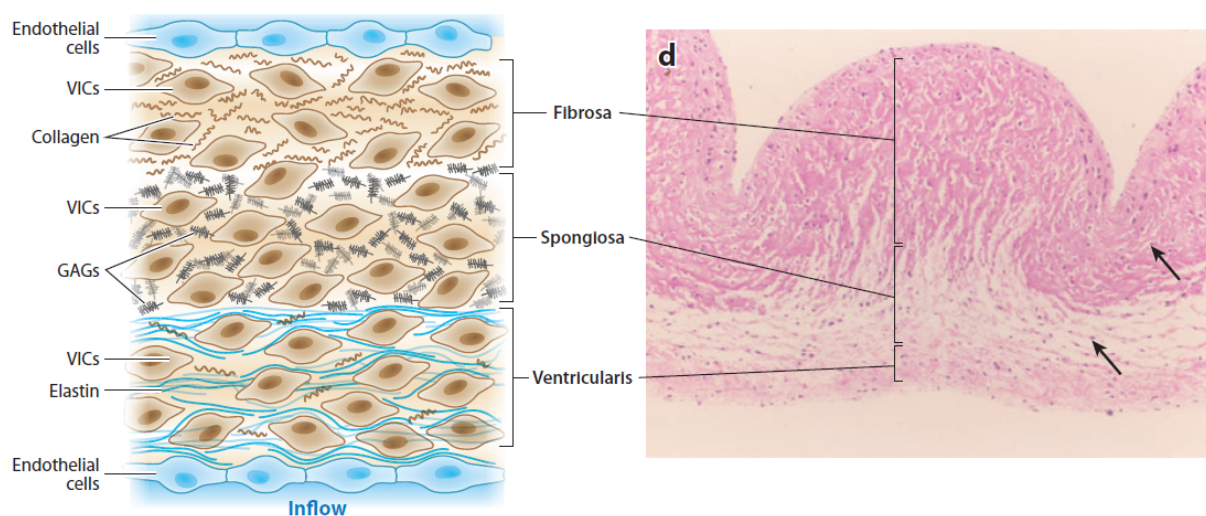 Endothelial
cells
VICs
Collagen
VICs
GAGs
VICs
Elastin
Endothelial
cells
Inflow
Fibrosa
Spongiosa
Ventricularis
d